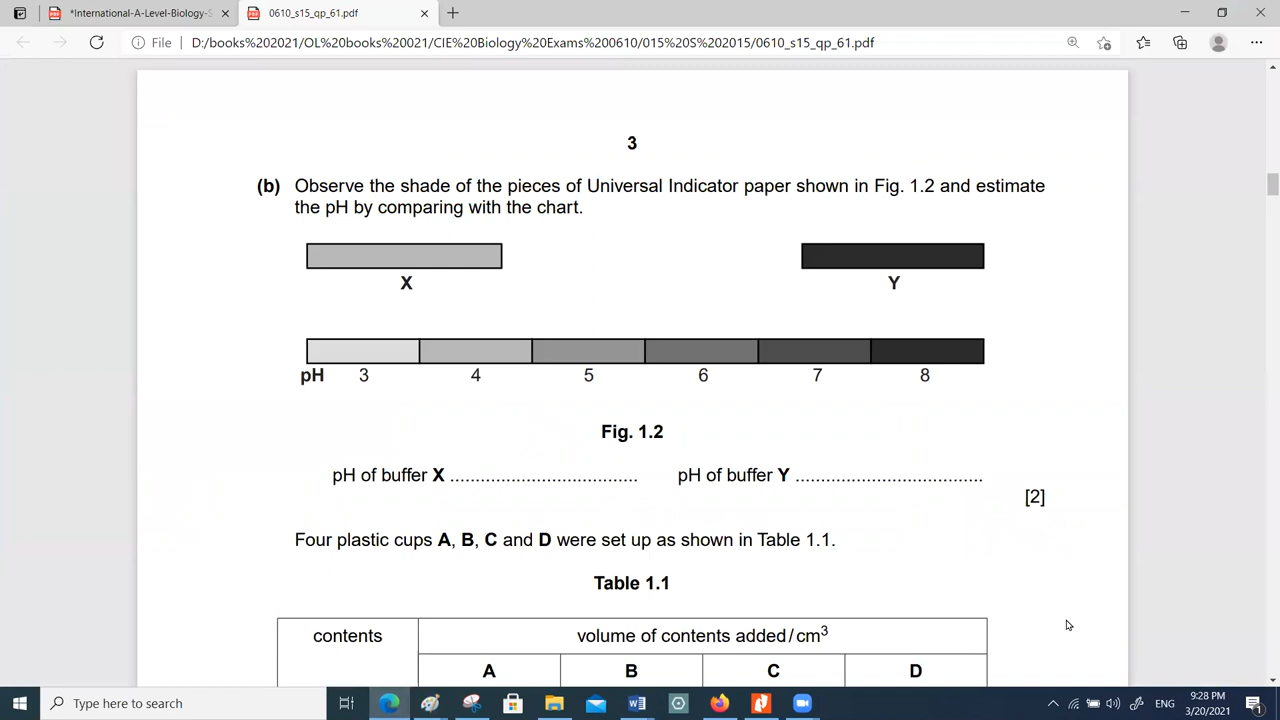 *International-A-Level-Biology-S
0610_s15_qp_61.pdf
File
D:/books%202021/OL%20books%20021/CIE%20Biology%20Exams%200610/015%20S%202015/0610_s15_qp_61.pdf
3
(b) Observe the shade of the pieces of Universal Indicator paper shown in Fig. 1.2 and estimate
the pH by comparing with the chart.
X Y
pH 3 4 5 6 7 8
Fig. 1.2
pH of buffer X ..................................... pH of buffer Y .....................................
[2]
Four plastic cups A, B, C and D were set up as shown in Table 1.1.
Table 1.1
contents volume of contents added/cm³
A B C D
Type here to search
ENG
9:28 PM
3/20/2021